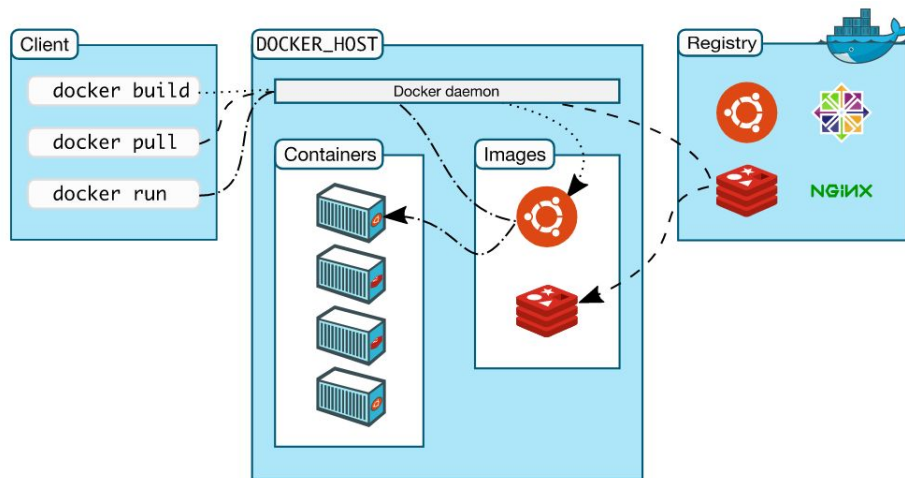 Client
docker build
docker pull
docker run
DOCKER_HOST
Docker daemon
Containers
Images
Registry
NGiNX